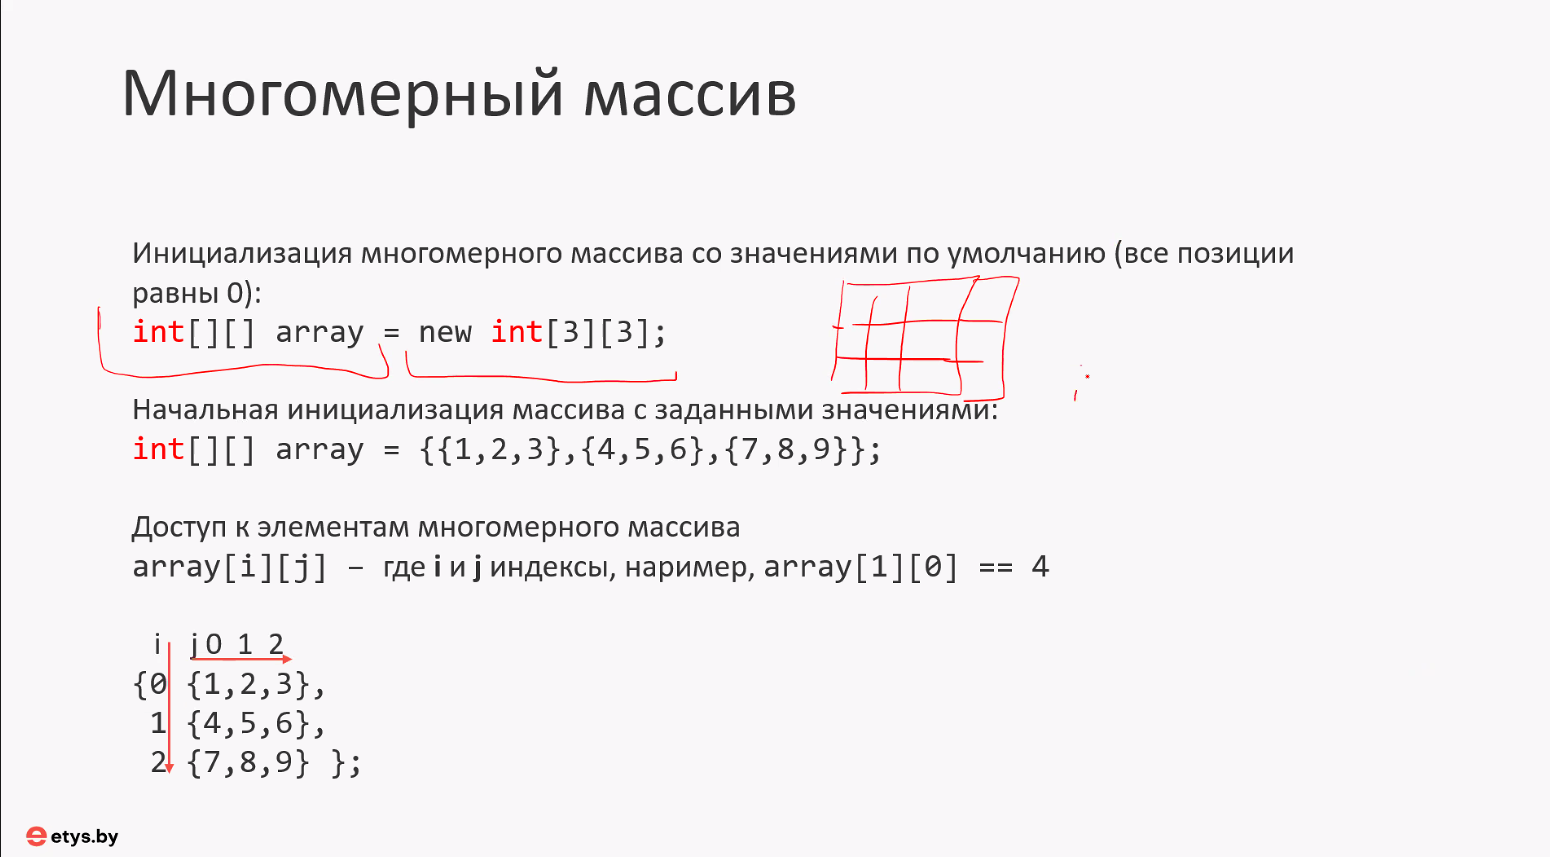 Многомерный массив
Инициализация многомерного массива со значениями по умолчанию (все позиции
равны 0):
int[][] array = new int[3][3];
Начальная инициализация массива с заданными значениями:
int[][] array = {{1,2,3},{4,5,6},{7,8,9}};
Доступ к элементам многомерного массива
array[i][j] – где i и j индексы, наример, array[1][0] == 4
i j 0 1 2
{0 {1,2,3},
1 {4,5,6},
2 {7,8,9} };
etys.by